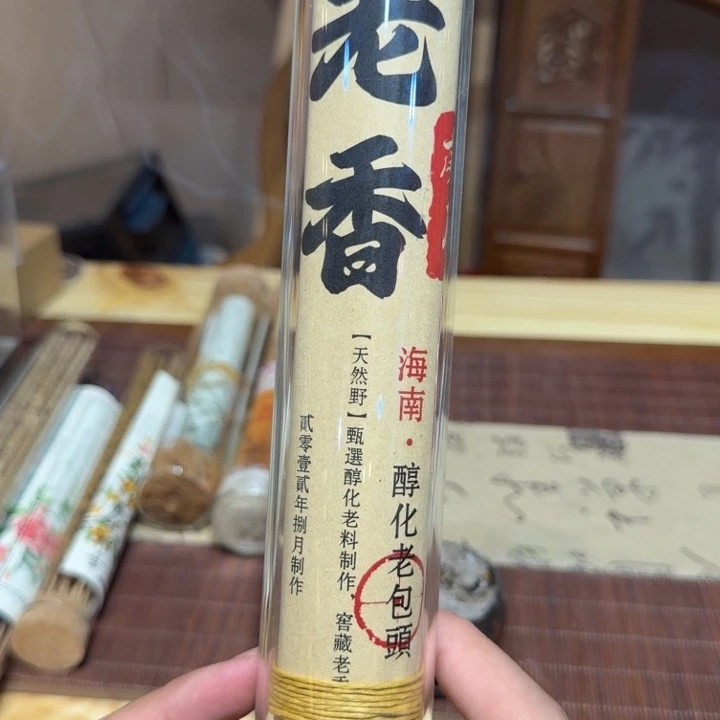 老香
海南·醇化老包頭
【天然野】甄選醇化老料制作，窖藏老香
貳零壹貳年捌月制作